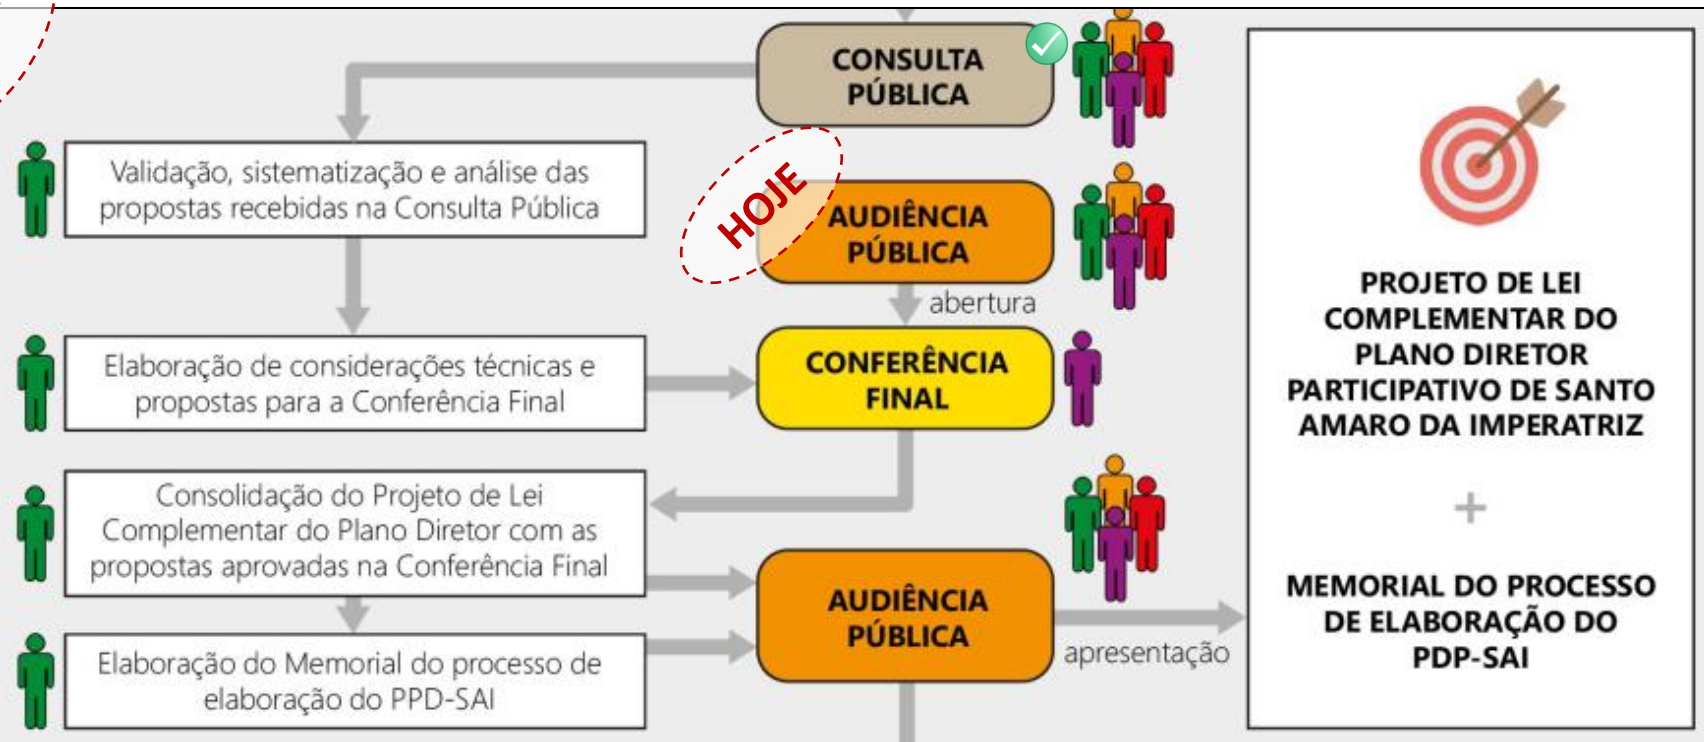 CONSULTA
PÚBLICA
Validação, sistematização e análise das
propostas recebidas na Consulta Pública
HOJE
AUDIÊNCIA
PÚBLICA
abertura
Elaboração de considerações técnicas e
propostas para a Conferência Final
CONFERÊNCIA
FINAL
Consolidação do Projeto de Lei
Complementar do Plano Diretor com as
propostas aprovadas na Conferência Final
Elaboração do Memorial do processo de
elaboração do PPD-SAI
AUDIÊNCIA
PÚBLICA
apresentação
PROJETO DE LEI
COMPLEMENTAR DO
PLANO DIRETOR
PARTICIPATIVO DE SANTO
AMARO DA IMPERATRIZ
+
MEMORIAL DO PROCESSO
DE ELABORAÇÃO DO
PDP-SAI